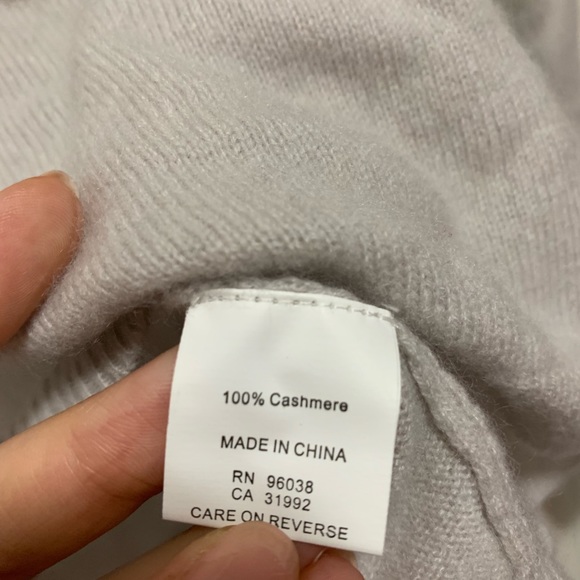 100% Cashmere
MADE IN CHINA
RN 96038
CA 31992
CARE ON REVERSE